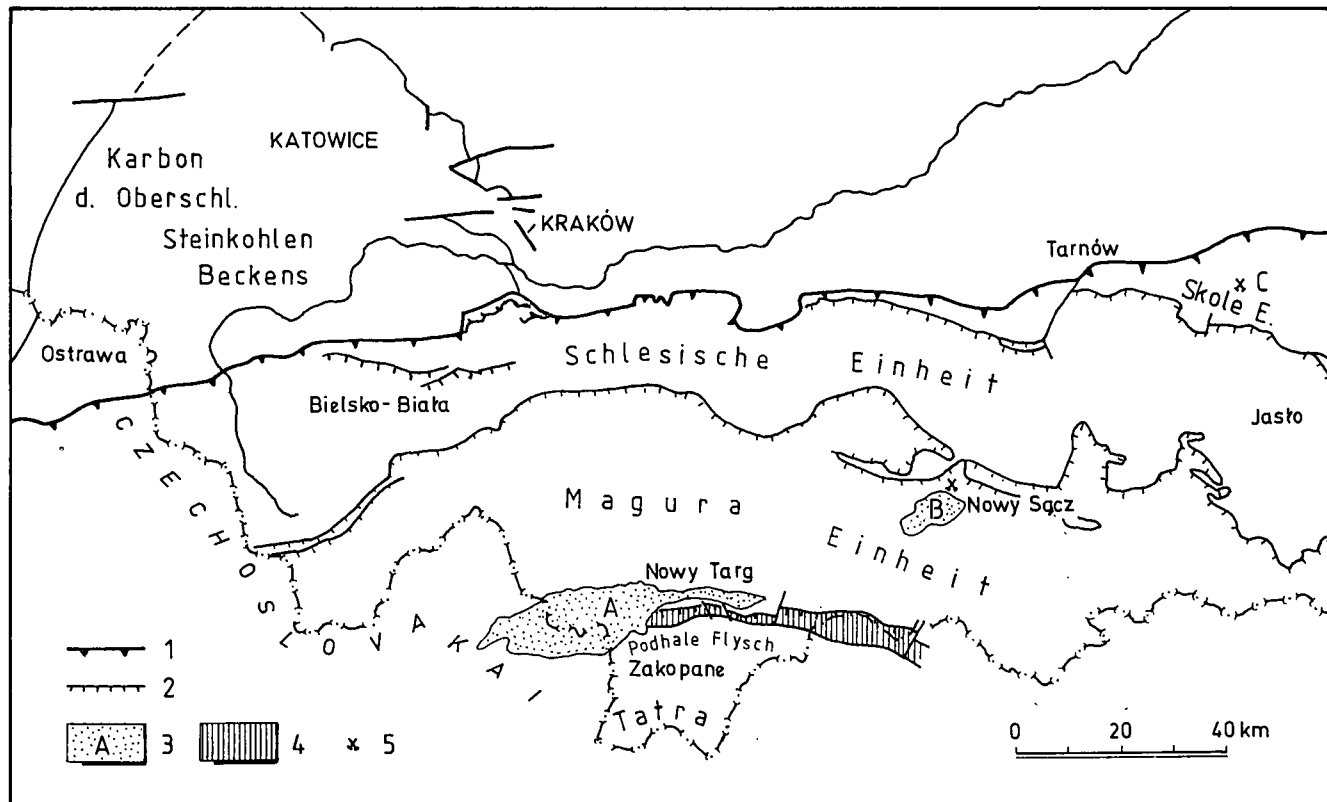 KATOWICE
Karbon
d. Oberschl.
Steinkohlen
Beckens
KRAKÓW
Tarnów
C
Skole E.
Ostrawa
Schlesische Einheit
Bielsko-Biała
Jasło
CZECHOSLOVAKAI
Magura Einheit
B
Nowy Sącz
Nowy Targ
A
Podhale Flysch
Zakopane
Tatra
1
2
A 3
4
5
0 20 40 km